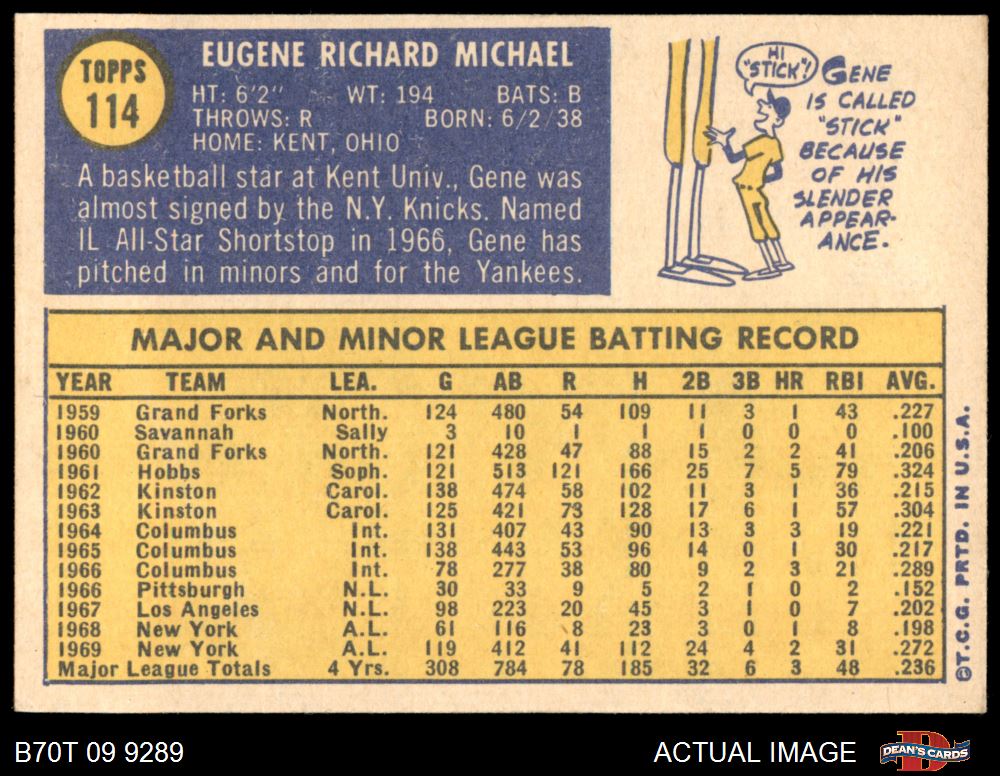 TOPPS
114
EUGENE RICHARD MICHAEL
HT: 6'2" WT: 194 BATS: B
THROWS: R BORN: 6/2/38
HOME: KENT, OHIO
A basketball star at Kent Univ., Gene was
almost signed by the N.Y. Knicks. Named
IL All-Star Shortstop in 1966, Gene has
pitched in minors and for the Yankees.
HI
"STICK"!
GENE
IS CALLED
"STICK"
BECAUSE
OF HIS
SLENDER
APPEAR-
ANCE.
MAJOR AND MINOR LEAGUE BATTING RECORD
YEAR TEAM LEA. G AB R H 2B 3B HR RBI AVG.
1959 Grand Forks North. 124 480 54 109 11 3 1 43 .227
1960 Savannah Sally 3 10 1 1 1 0 0 0 .100
1960 Grand Forks North. 121 428 47 88 15 2 2 41 .206
1961 Hobbs Soph. 121 513 121 166 25 7 5 79 .324
1962 Kinston Carol. 138 474 58 102 11 3 1 36 .215
1963 Kinston Carol. 125 421 73 128 17 6 1 57 .304
1964 Columbus Int. 131 407 43 90 13 3 3 19 .221
1965 Columbus Int. 138 443 53 96 14 0 1 30 .217
1966 Columbus Int. 78 277 38 80 9 2 3 21 .289
1966 Pittsburgh N.L. 30 33 9 5 2 1 0 2 .152
1967 Los Angeles N.L. 98 223 20 45 3 1 0 7 .202
1968 New York A.L. 61 116 8 23 3 0 1 8 .198
1969 New York A.L. 119 412 41 112 24 4 2 31 .272
Major League Totals 4 Yrs. 308 784 78 185 32 6 3 48 .236
©T.C.G. PRTD. IN U.S.A.
B70T 09 9289
ACTUAL IMAGE
DEAN'S CARDS